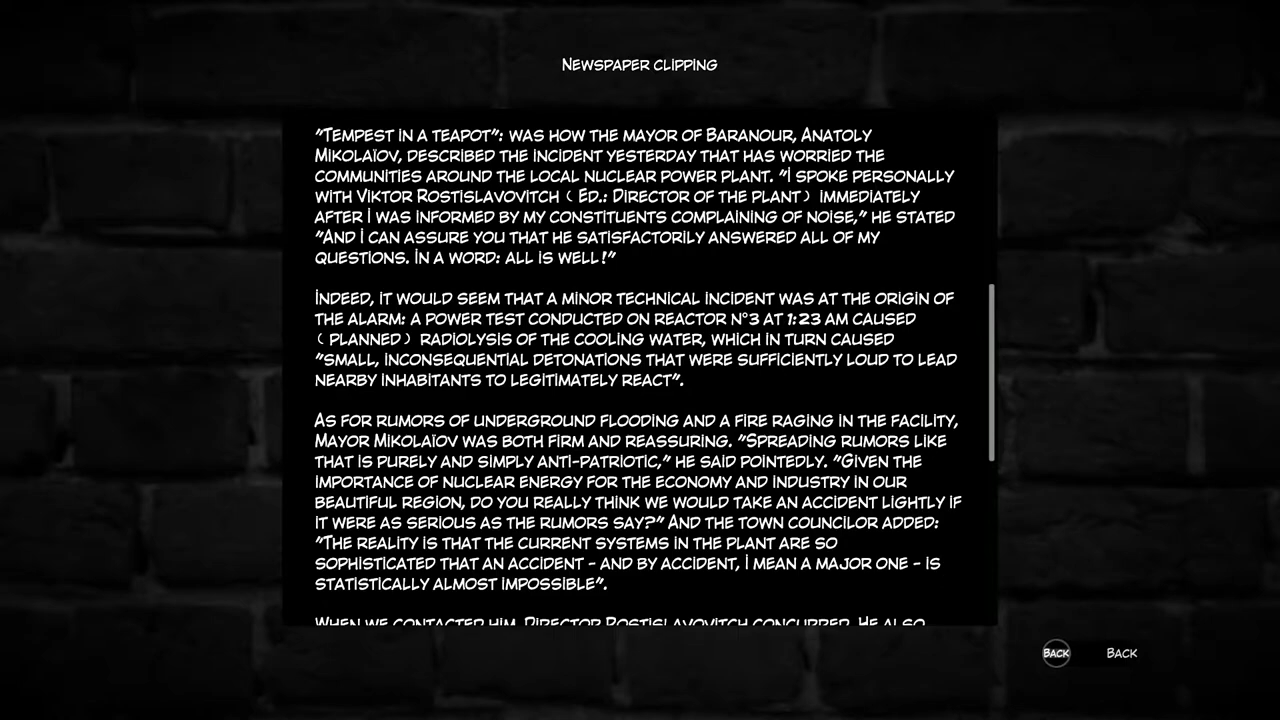 Newspaper clipping
"Tempest in a teapot": was how the mayor of Baranour, Anatoly
Mikolaïov, described the incident yesterday that has worried the
communities around the local nuclear power plant. "I spoke personally
with Viktor Rostislavovitch ( Ed.: Director of the plant) immediately
after I was informed by my constituents complaining of noise," he stated
"And I can assure you that he satisfactorily answered all of my
questions. In a word: all is well!"
Indeed, it would seem that a minor technical incident was at the origin of
the alarm: a power test conducted on reactor N°3 at 1:23 am caused
( planned) radiolysis of the cooling water, which in turn caused
"small, inconsequential detonations that were sufficiently loud to lead
nearby inhabitants to legitimately react".
As for rumors of underground flooding and a fire raging in the facility,
Mayor Mikolaïov was both firm and reassuring. "Spreading rumors like
that is purely and simply anti-patriotic," he said pointedly. "Given the
importance of nuclear energy for the economy and industry in our
beautiful region, do you really think we would take an accident lightly if
it were as serious as the rumors say?" And the town councilor added:
"The reality is that the current systems in the plant are so
sophisticated that an accident - and by accident, I mean a major one - is
statistically almost impossible".
When we contacted him, Director Rostislavovitch concurred. He also
Back Back